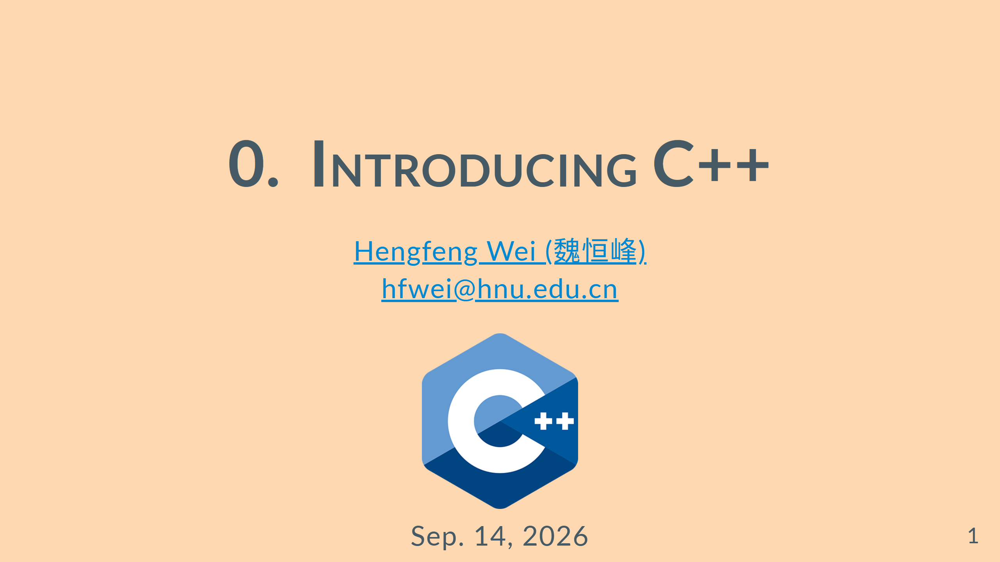 0. Introducing C++
Hengfeng Wei (魏恒峰)
hfwei@hnu.edu.cn
C++
Sep. 14, 2026
1